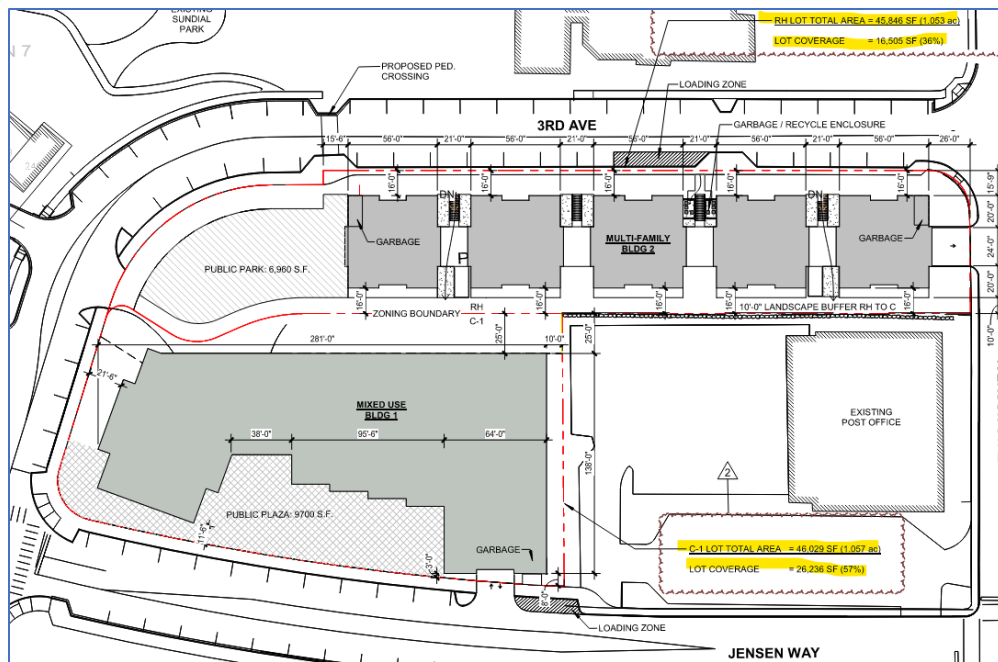 EXISTING
SUNDIAL
PARK
N 7
RH LOT TOTAL AREA = 45,846 SF (1.053 ac)
LOT COVERAGE = 16,505 SF (36%)
PROPOSED PED.
CROSSING
LOADING ZONE
3RD AVE
GARBAGE / RECYCLE ENCLOSURE
15'-6" 56'-0" 21'-0" 56'-0" 21'-0" 56'-0" 21'-0" 56'-0" 21'-0" 56'-0" 26'-0"
16'-0" 16'-0" 16'-0" 16'-0" 16'-0" 15'-9"
DN DN
20'-0"
GARBAGE
MULTI-FAMILY
BLDG 2
GARBAGE
24'-0"
P
PUBLIC PARK: 6,960 S.F.
20'-0"
16'-0" 16'-0" 16'-0" 16'-0" 16'-0"
RH
10'-0" LANDSCAPE BUFFER RH TO C
ZONING BOUNDARY
C-1
10'-0"
281'-0" 25'-0" 10'-0" 25'-0"
21'-6"
MIXED USE
BLDG 1
EXISTING
POST OFFICE
38'-0" 95'-6" 64'-0"
138'-0"
2
PUBLIC PLAZA: 9700 S.F.
11'-6"
GARBAGE
C-1 LOT TOTAL AREA = 46,029 SF (1.057 ac)
LOT COVERAGE = 26,236 SF (57%)
3'-0"
8'-0"
LOADING ZONE
JENSEN WAY